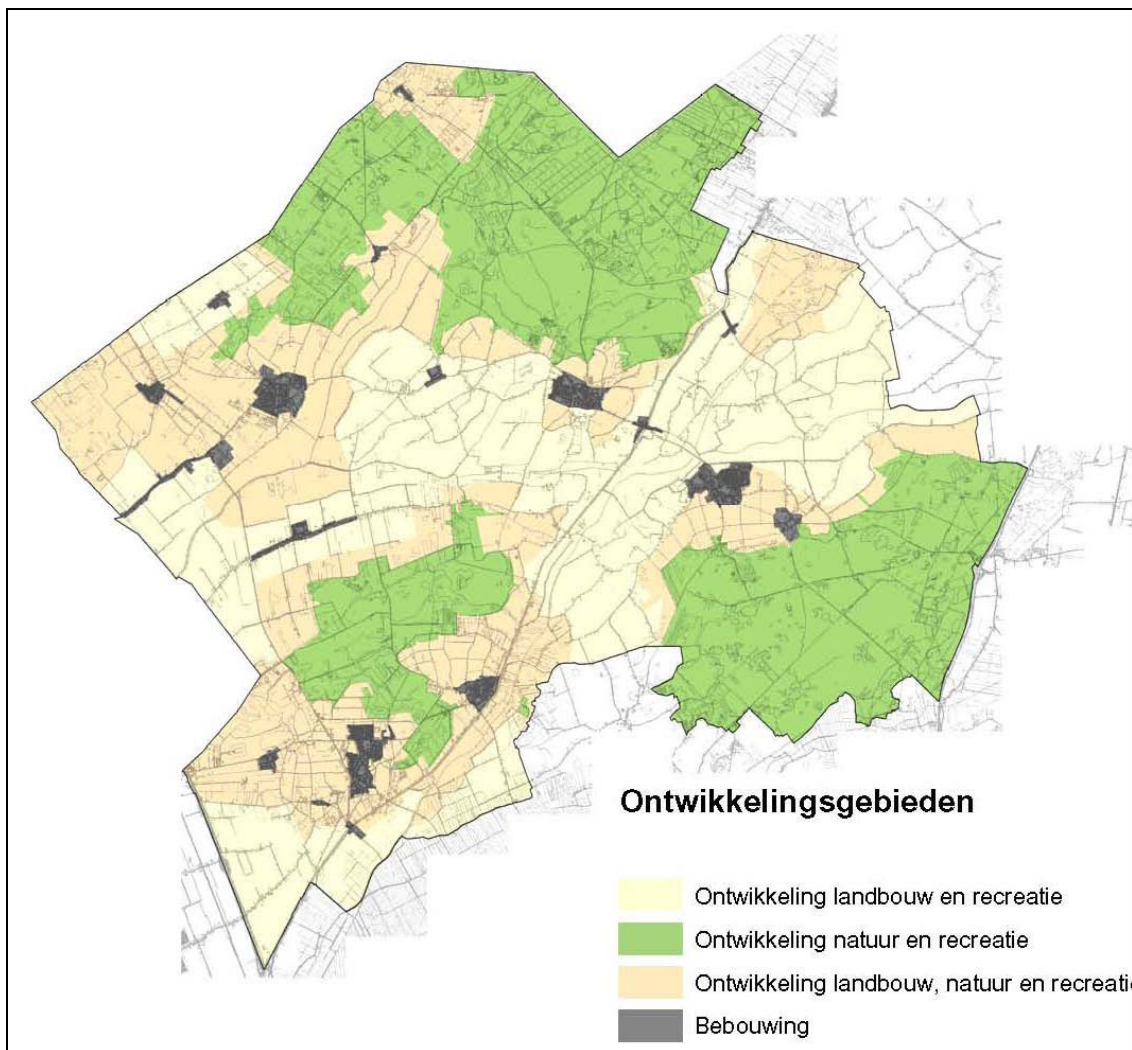 Ontwikkelingsgebieden
Ontwikkeling landbouw en recreatie
Ontwikkeling natuur en recreatie
Ontwikkeling landbouw, natuur en recreati
Bebouwing